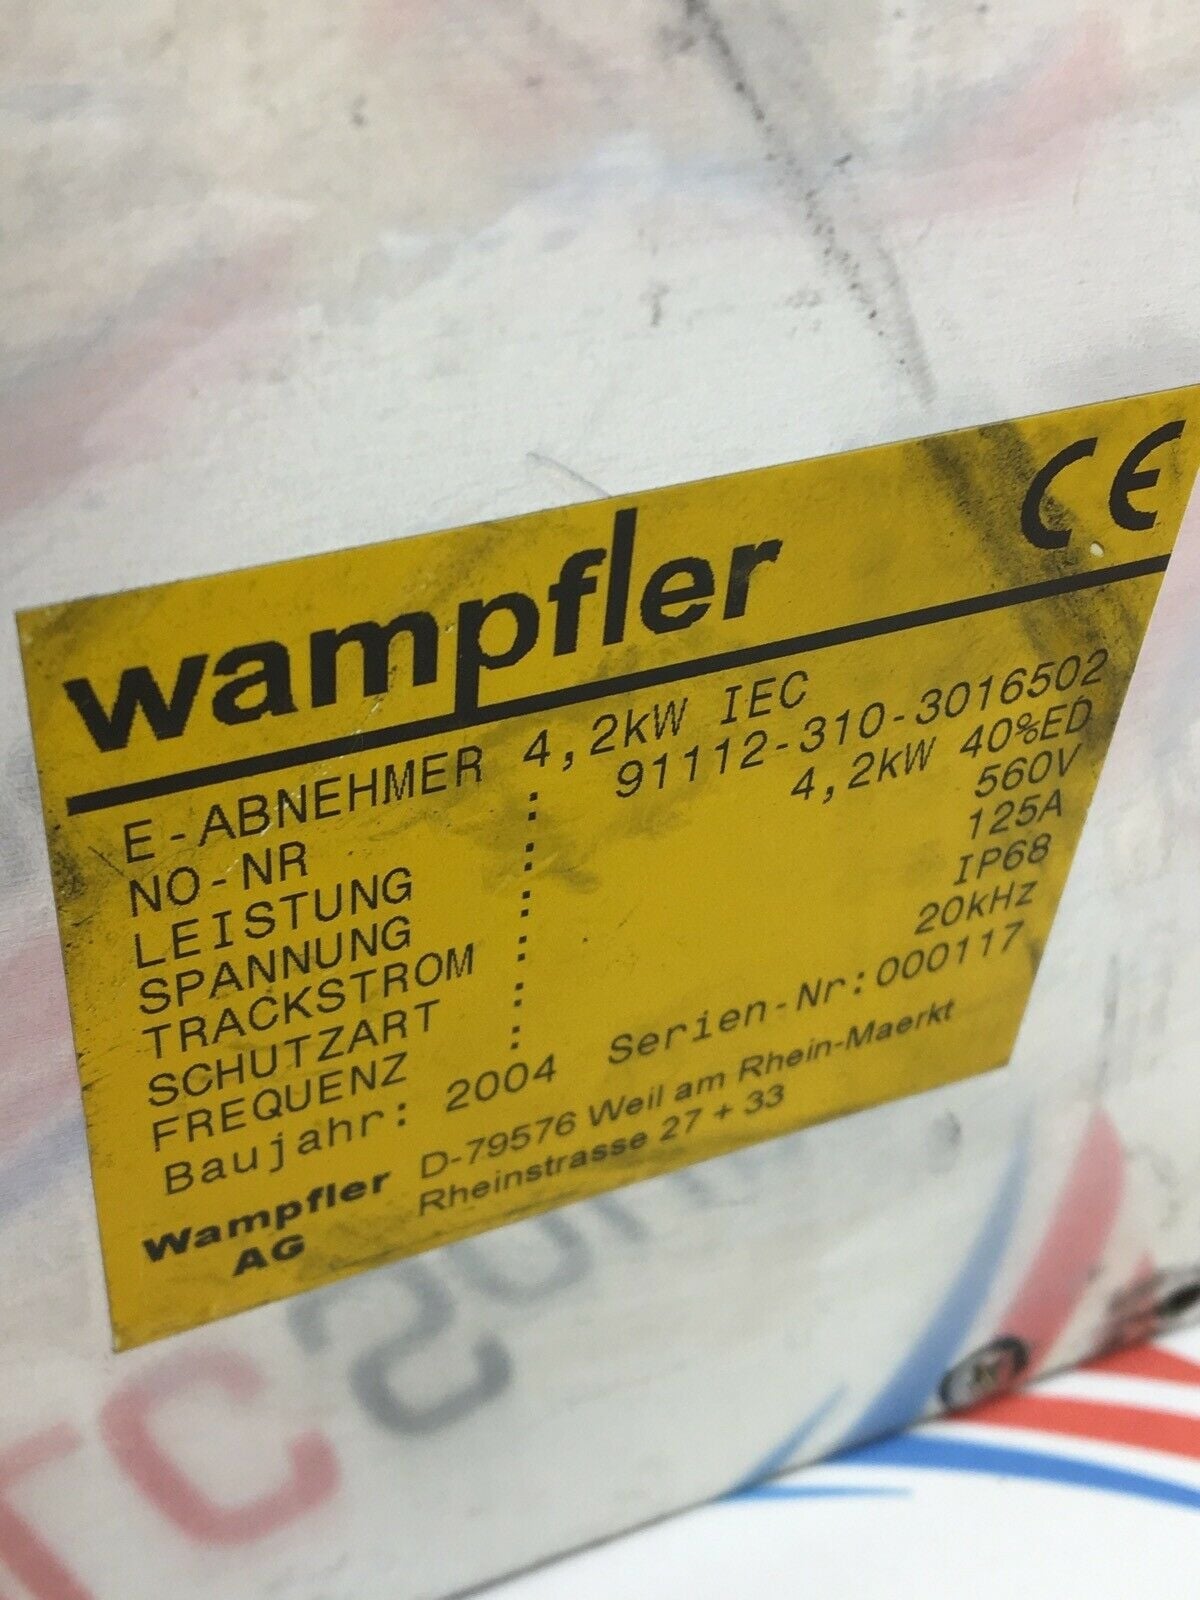 wampfler CE
E-ABNEHMER 4,2kW IEC
NO-NR : 91112-310-3016502
LEISTUNG : 4,2kW 40%ED
SPANNUNG : 560V
TRACKSTROM : 125A
SCHUTZART : IP68
FREQUENZ : 20kHz
Baujahr: 2004 Serien-Nr:000117
Wampfler AG D-79576 Weil am Rhein-Maerkt
Rheinstrasse 27 + 33